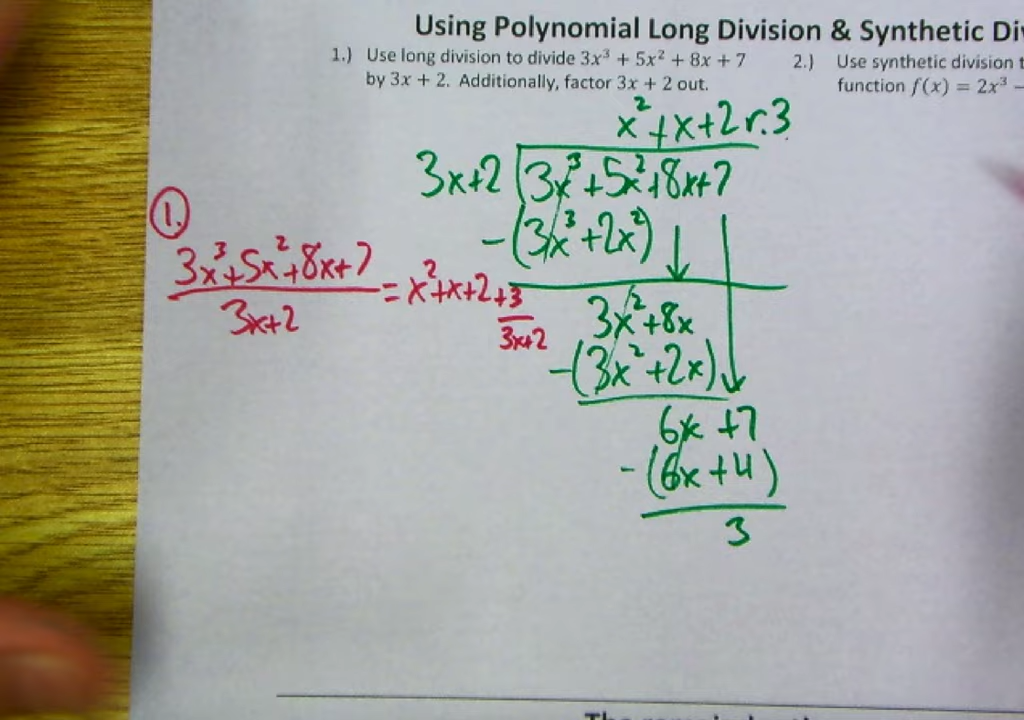 Using Polynomial Long Division & Synthetic
1.) Use long division to divide 3x³ + 5x² + 8x + 7
by 3x + 2. Additionally, factor 3x + 2 out.
2.) Use synthetic division
function f(x) = 2x³ −
x²+x+2 r.3
3x+2 3x³+5x²+8x+7
-(3x³+2x²)
3x²+8x
-(3x²+2x)
6x+7
-(6x+4)
3
1.
3x³+5x²+8x+7
3x+2
= x²+x+2+3
3x+2